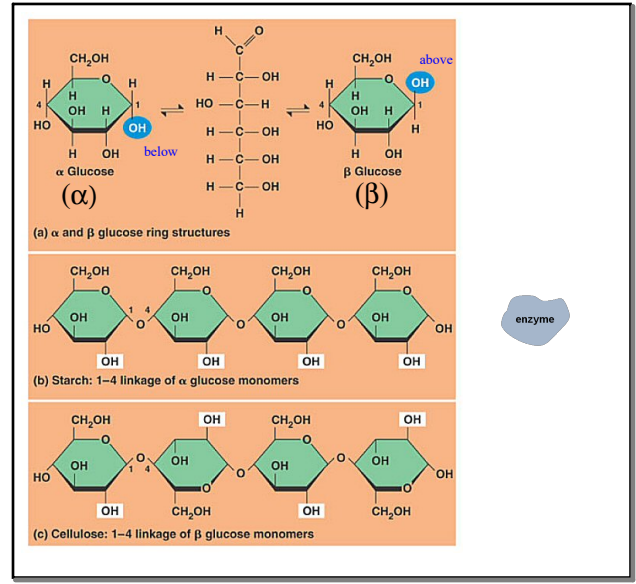 H O
C
CH₂OH
O
H H
H
4 OH H 1
HO OH
H OH
below
α Glucose
(α)
H — C — OH
HO — C — H
H — C — OH
H — C — OH
H — C — OH
H
above
CH₂OH
O OH
H
H
4 OH H 1
HO H
H OH
β Glucose
(β)
(a) α and β glucose ring structures
CH₂OH CH₂OH CH₂OH CH₂OH
O O O O
HO OH 1 O 4 OH O OH O OH OH
OH OH OH OH
(b) Starch: 1–4 linkage of α glucose monomers
CH₂OH OH CH₂OH OH
O O
HO OH 1 O 4 OH O OH O OH OH
O O
OH CH₂OH OH CH₂OH
(c) Cellulose: 1–4 linkage of β glucose monomers
enzyme